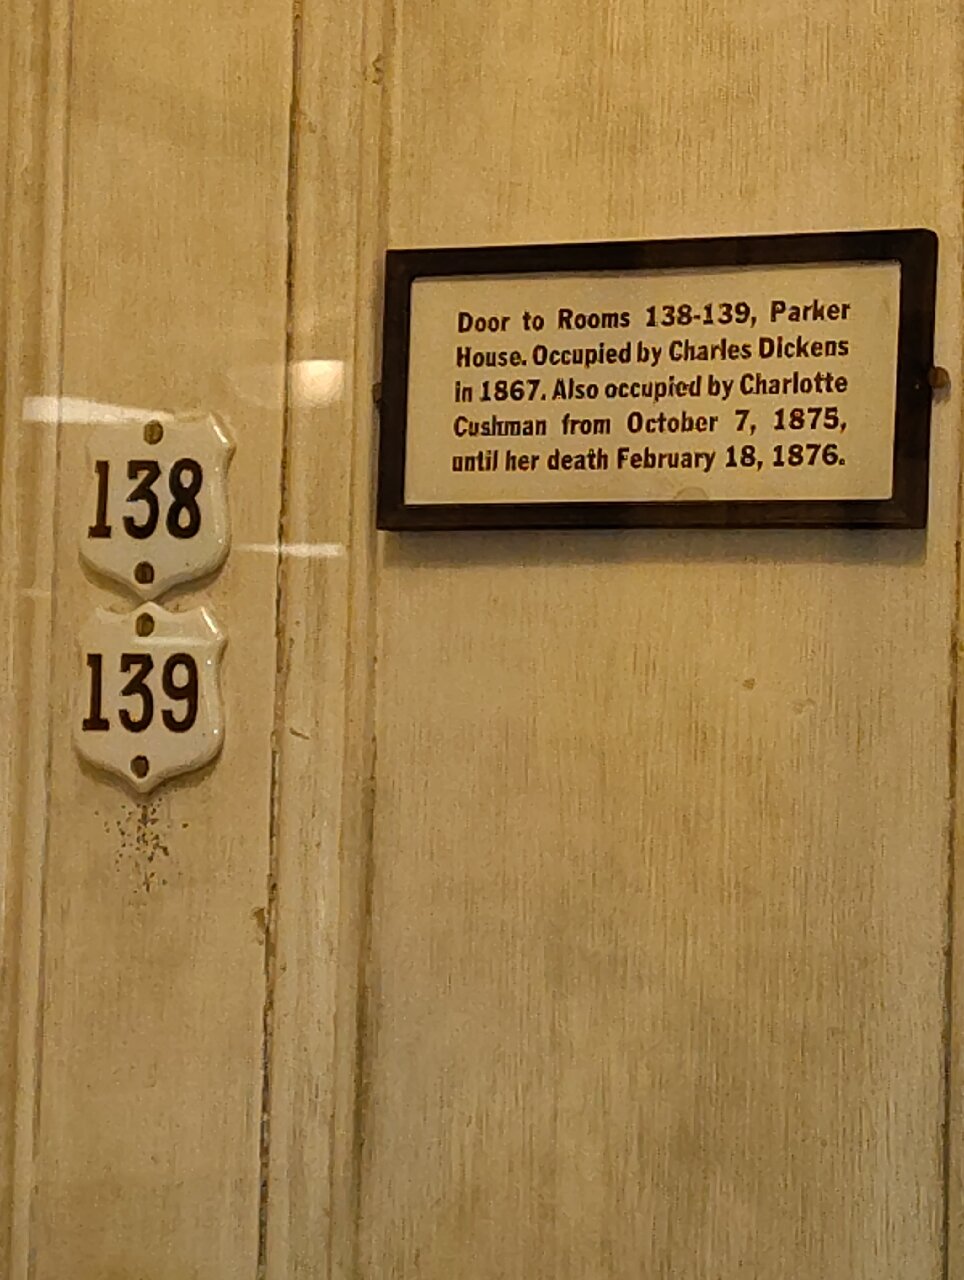 138
139
Door to Rooms 138-139, Parker
House. Occupied by Charles Dickens
in 1867. Also occupied by Charlotte
Cushman from October 7, 1875,
until her death February 18, 1876.